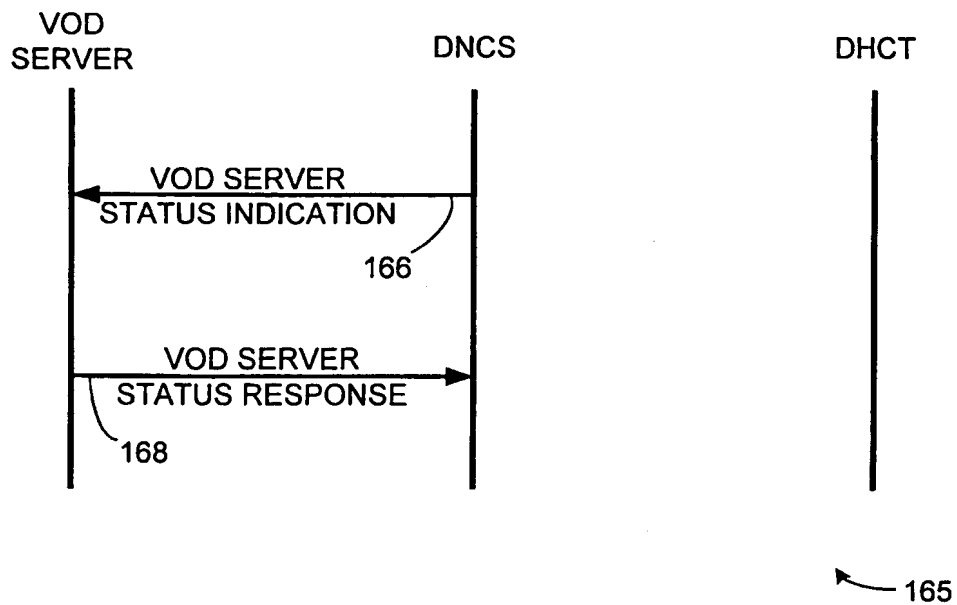 VOD
SERVER
DNCS
DHCT
VOD SERVER
STATUS INDICATION
166
VOD SERVER
STATUS RESPONSE
168
165